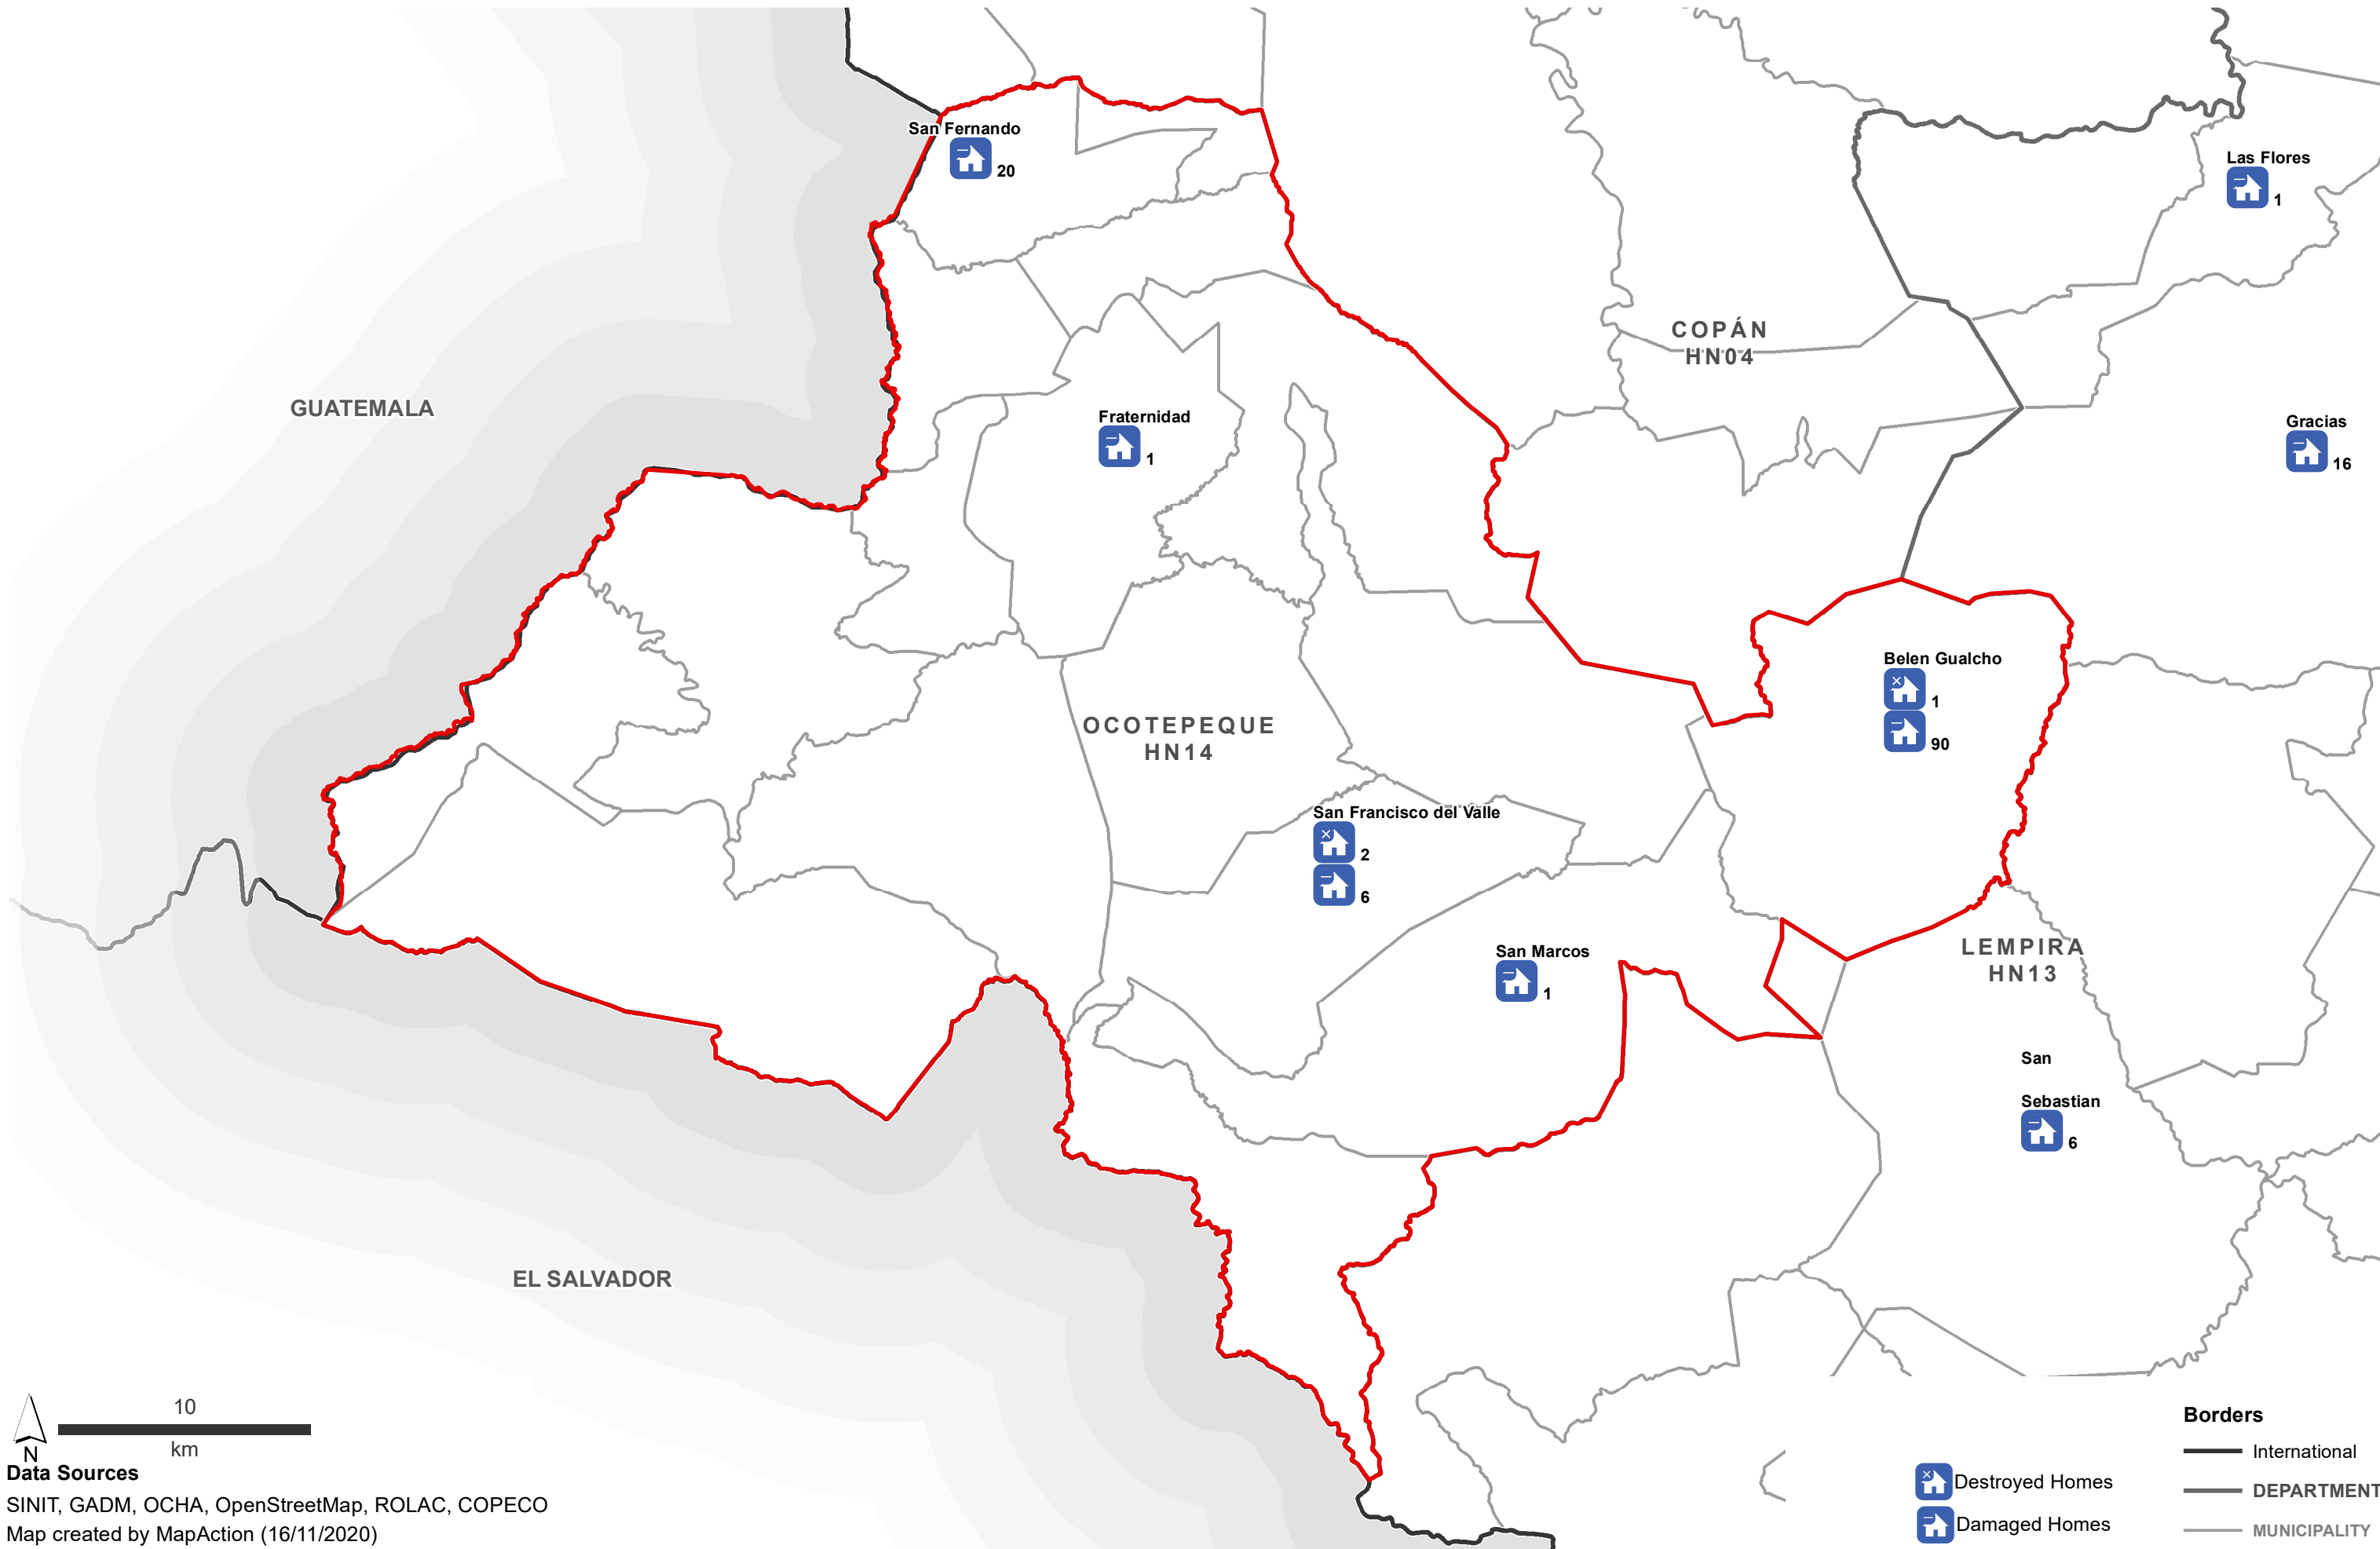 San Fernando
20
Las Flores
1
COPÁN
HN04
GUATEMALA
Fraternidad
1
Gracias
16
Belen Gualcho
1
90
OCOTEPEQUE
HN14
San Francisco del Valle
2
6
San Marcos
1
LEMPIRA
HN13
San
Sebastian
6
EL SALVADOR
10
km
N
Data Sources
SINIT, GADM, OCHA, OpenStreetMap, ROLAC, COPECO
Map created by MapAction (16/11/2020)
Destroyed Homes
Damaged Homes
Borders
International
DEPARTMENT
MUNICIPALITY